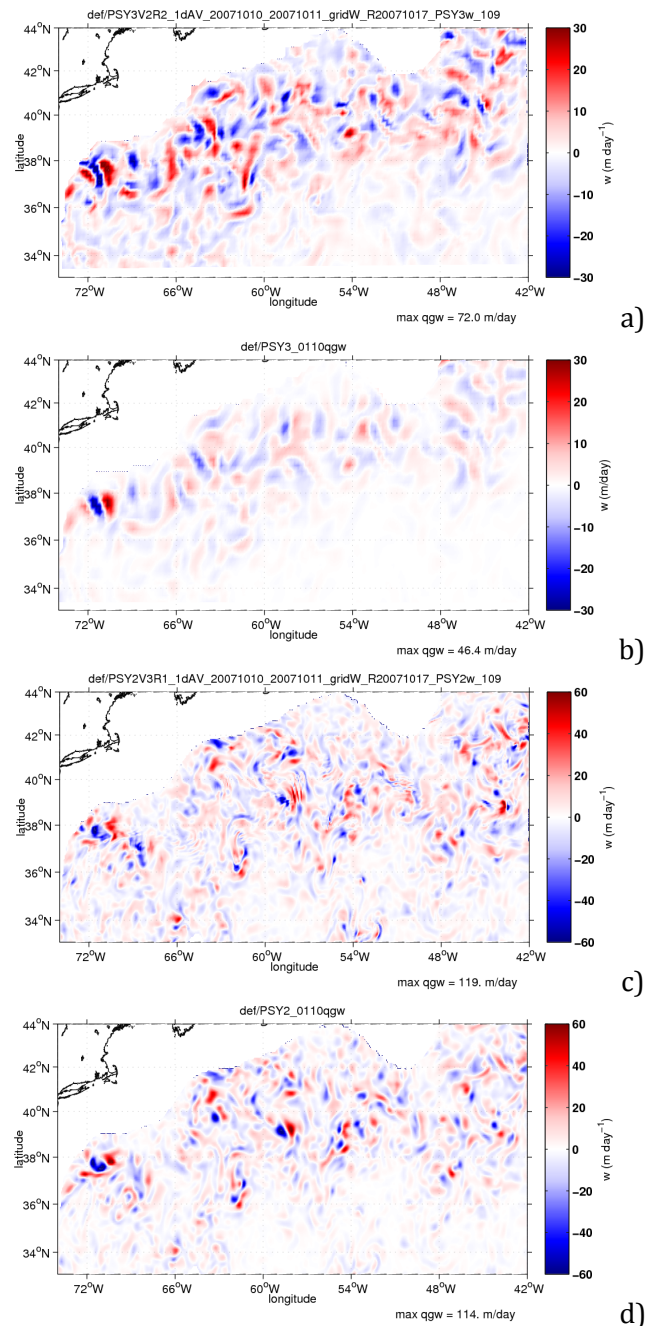 def/PSY3V2R2_1dAV_20071010_20071011_gridW_R20071017_PSY3w_109
44°N
42°N
40°N
38°N
36°N
34°N
latitude
72°W 66°W 60°W 54°W 48°W 42°W
longitude
30
20
10
0
−10
−20
−30
w (m day⁻¹)
max qgw = 72.0 m/day
a)
def/PSY3_0110qgw
44°N
42°N
40°N
38°N
36°N
34°N
latitude
72°W 66°W 60°W 54°W 48°W 42°W
longitude
30
20
10
0
−10
−20
−30
w (m/day)
max qgw = 46.4 m/day
b)
def/PSY2V3R1_1dAV_20071010_20071011_gridW_R20071017_PSY2w_109
44°N
42°N
40°N
38°N
36°N
34°N
latitude
72°W 66°W 60°W 54°W 48°W 42°W
longitude
60
40
20
0
−20
−40
−60
w (m day⁻¹)
max qgw = 119. m/day
c)
def/PSY2_0110qgw
44°N
42°N
40°N
38°N
36°N
34°N
latitude
72°W 66°W 60°W 54°W 48°W 42°W
longitude
60
40
20
0
−20
−40
−60
w (m day⁻¹)
max qgw = 114. m/day
d)